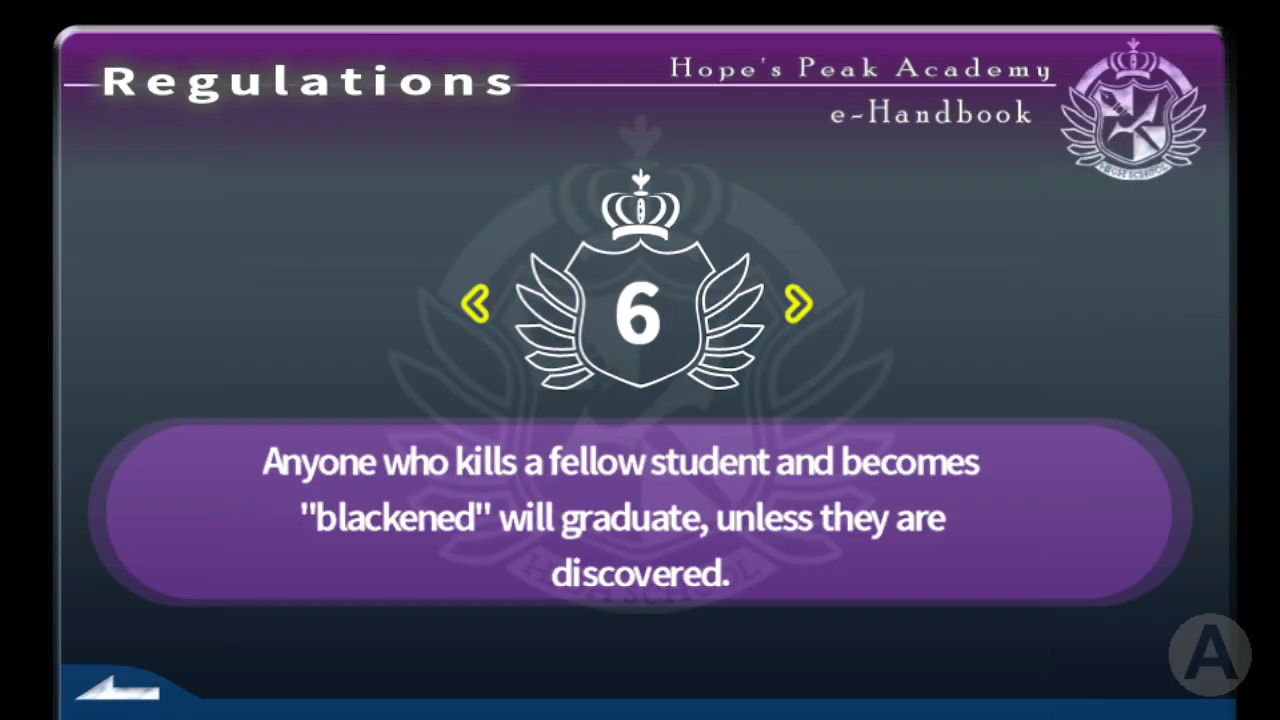 Regulations
Hope's Peak Academy
e-Handbook
6
Anyone who kills a fellow student and becomes
"blackened" will graduate, unless they are
discovered.
A